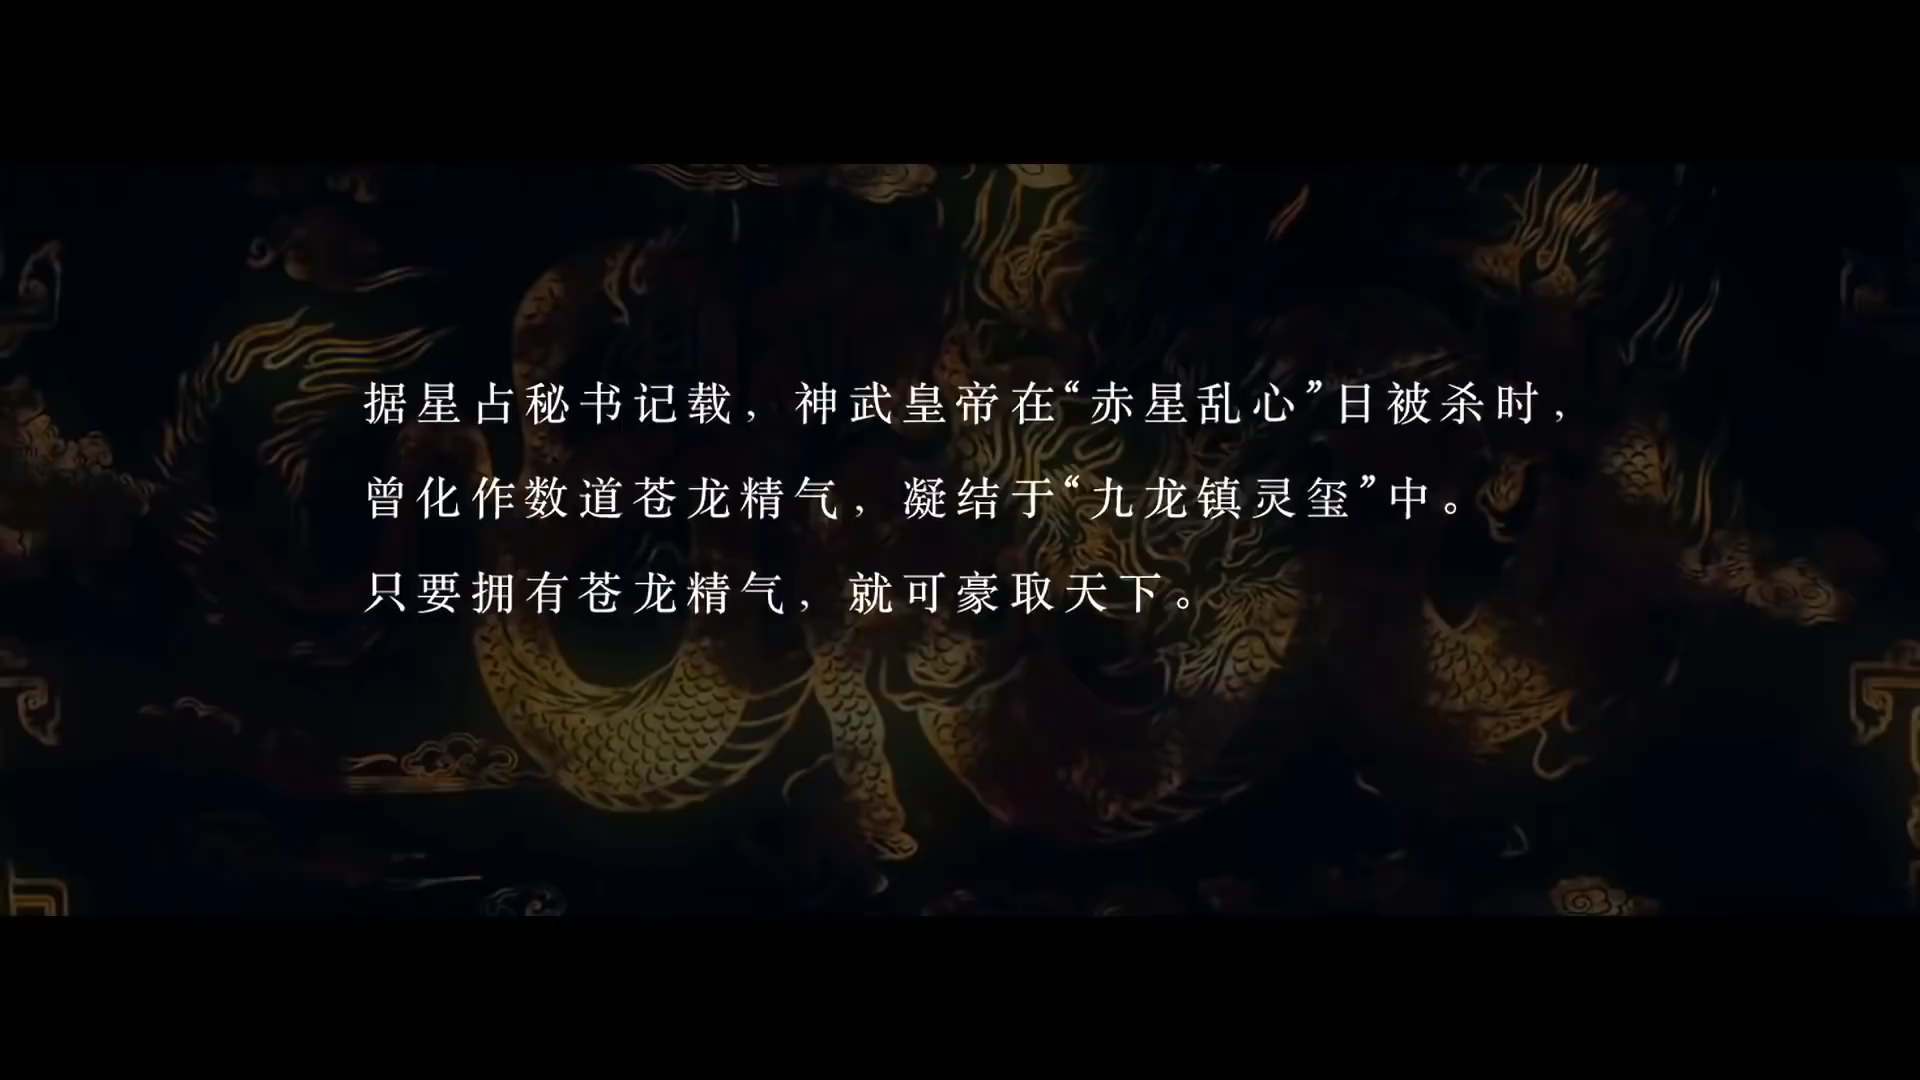 据星占秘书记载，神武皇帝在“赤星乱心”日被杀时，
曾化作数道苍龙精气，凝结于“九龙镇灵玺”中。
只要拥有苍龙精气，就可豪取天下。